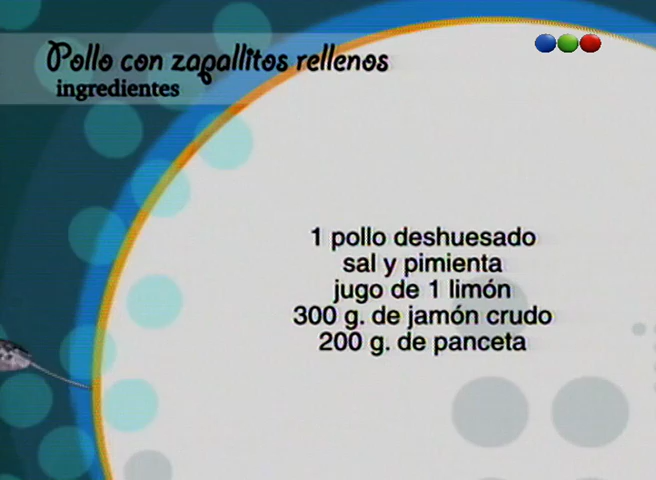 Pollo con zapallitos rellenos
ingredientes
1 pollo deshuesado
sal y pimienta
jugo de 1 limón
300 g. de jamón crudo
200 g. de panceta